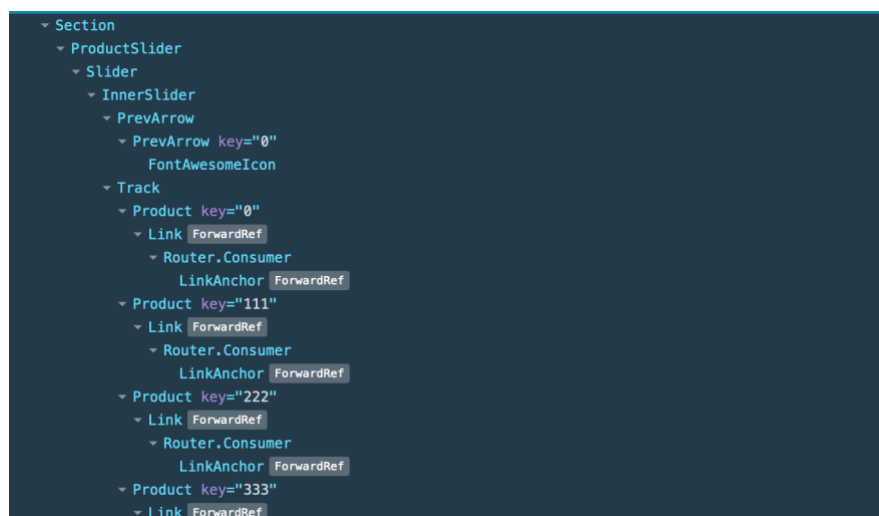 Section
ProductSlider
Slider
InnerSlider
PrevArrow
PrevArrow key="0"
FontAwesomeIcon
Track
Product key="0"
Link ForwardRef
Router.Consumer
LinkAnchor ForwardRef
Product key="111"
Link ForwardRef
Router.Consumer
LinkAnchor ForwardRef
Product key="222"
Link ForwardRef
Router.Consumer
LinkAnchor ForwardRef
Product key="333"
Link ForwardRef